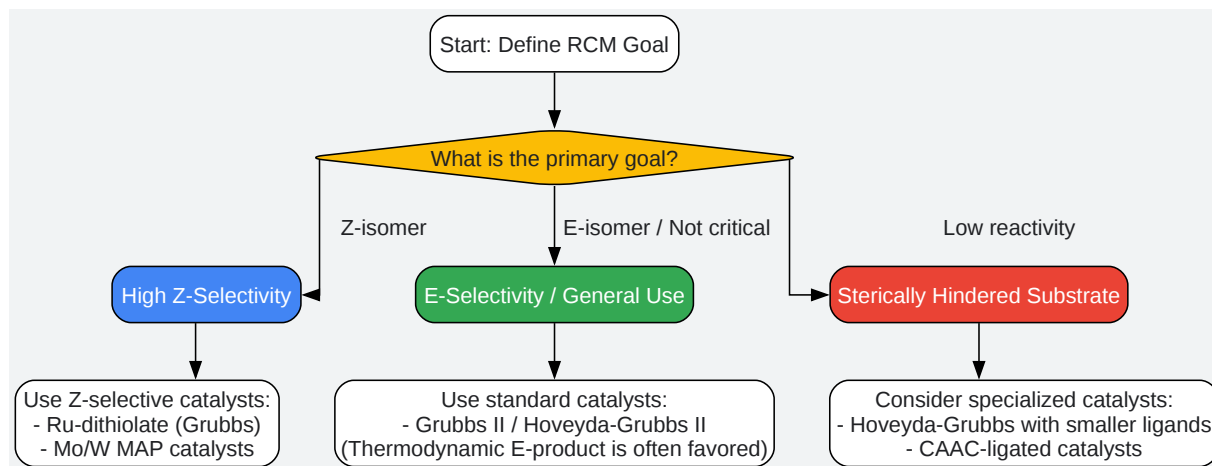 Start: Define RCM Goal
What is the primary goal?
Z-isomer
E-isomer / Not critical
Low reactivity
High Z-Selectivity
E-Selectivity / General Use
Sterically Hindered Substrate
Use Z-selective catalysts:
- Ru-dithiolate (Grubbs)
- Mo/W MAP catalysts
Use standard catalysts:
- Grubbs II / Hoveyda-Grubbs II
(Thermodynamic E-product is often favored)
Consider specialized catalysts:
- Hoveyda-Grubbs with smaller ligands
- CAAC-ligated catalysts